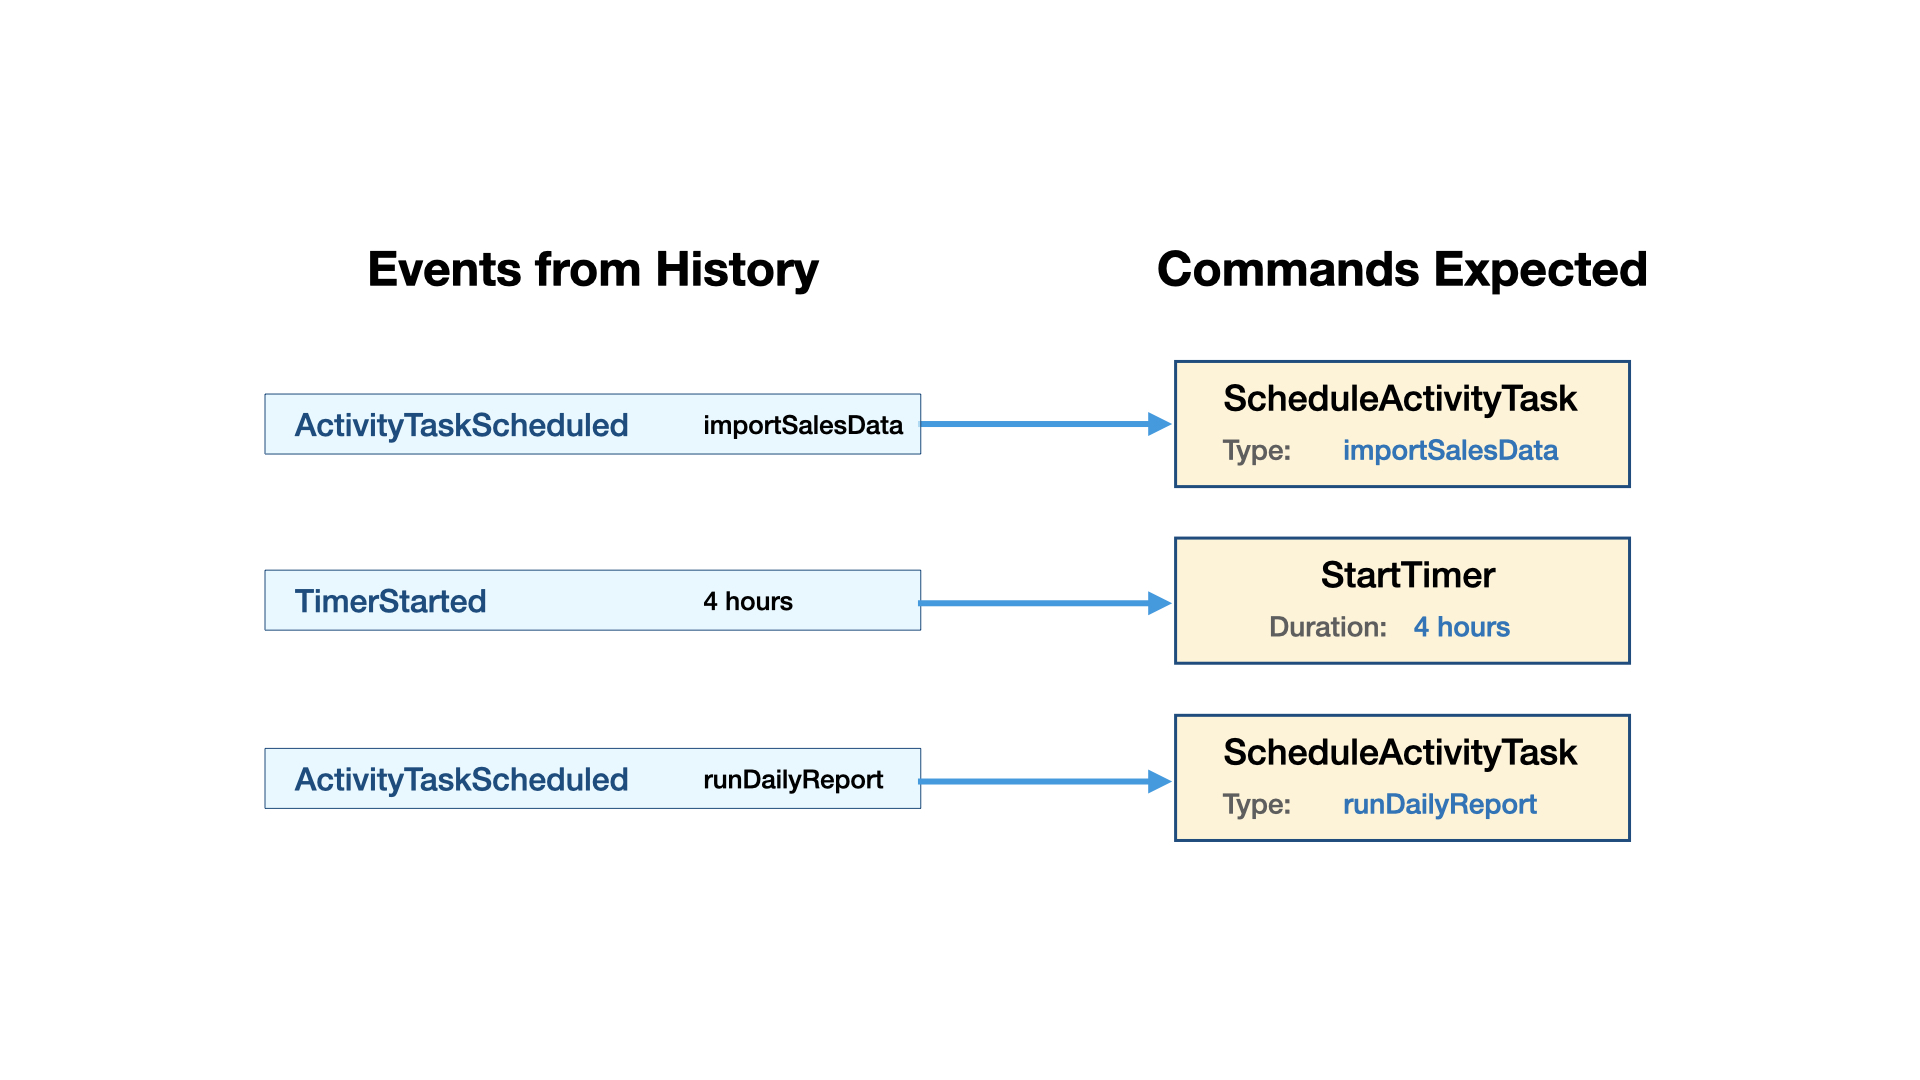 Events from History
Commands Expected
ActivityTaskScheduled importSalesData
ScheduleActivityTask
Type: importSalesData
TimerStarted 4 hours
StartTimer
Duration: 4 hours
ActivityTaskScheduled runDailyReport
ScheduleActivityTask
Type: runDailyReport